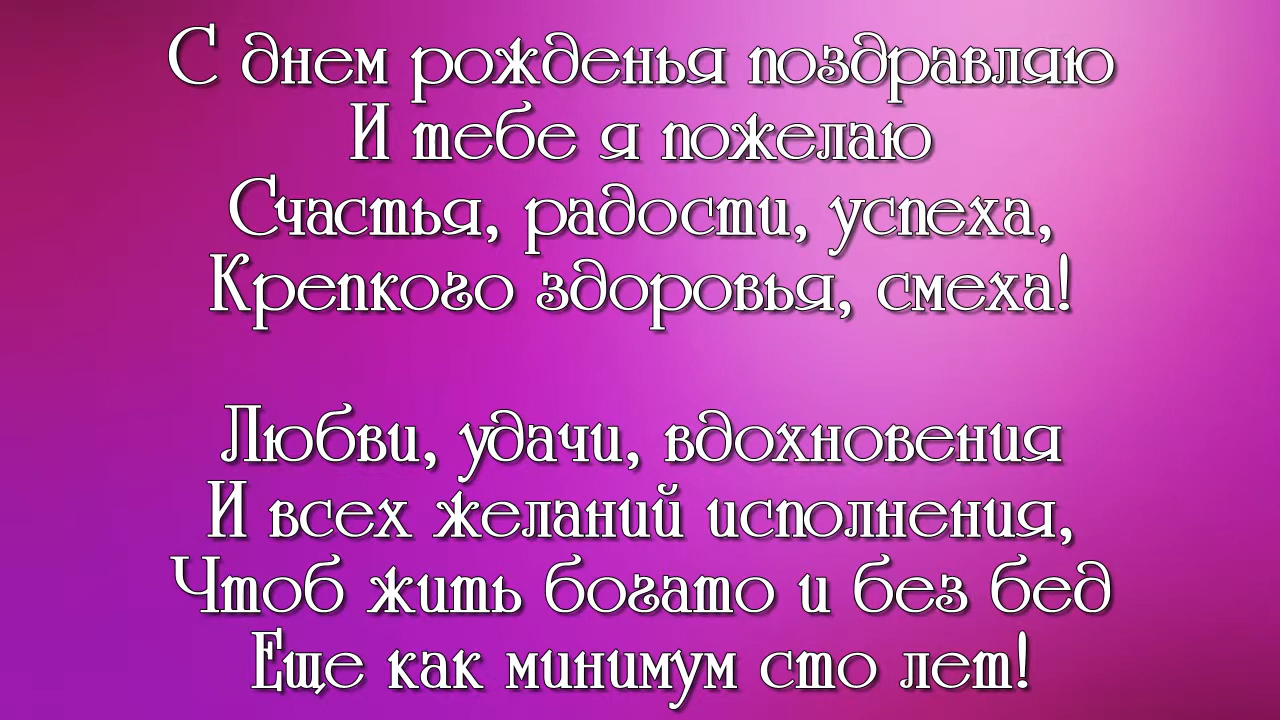 С днем рожденья поздравляю
И тебе я пожелаю
Счастья, радости, успеха,
Крепкого здоровья, смеха!
Любви, удачи, вдохновения
И всех желаний исполнения,
Чтоб жить богато и без бед
Еще как минимум сто лет!